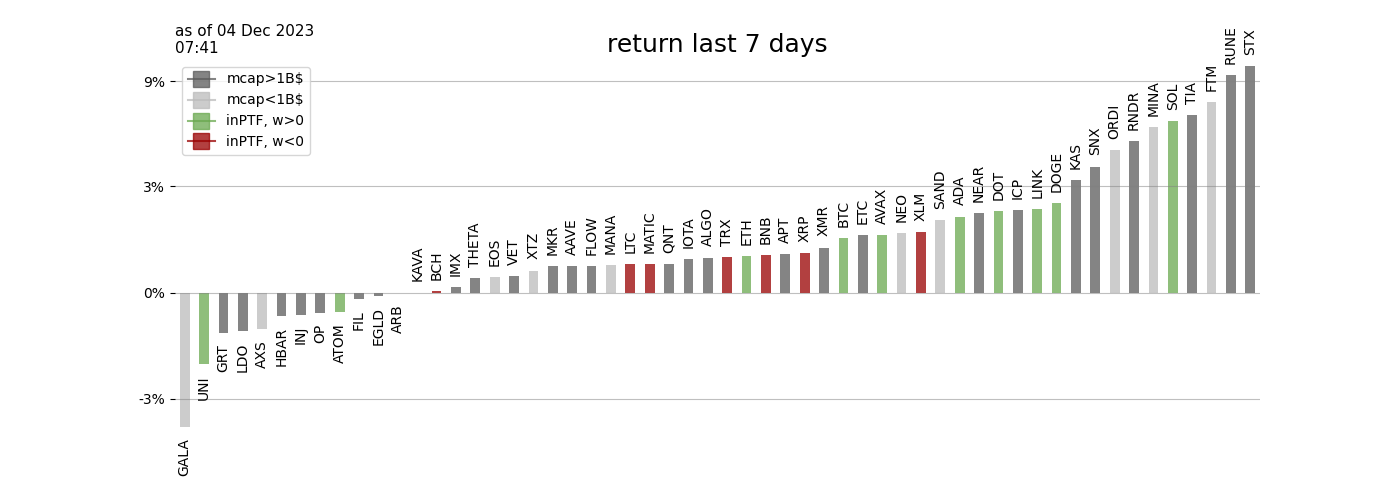 as of 04 Dec 2023
07:41
return last 7 days
mcap>1B$
mcap<1B$
inPTF, w>0
inPTF, w<0
9%
3%
0%
-3%
GALA
UNI
GRT
LDO
AXS
HBAR
INJ
OP
ATOM
FIL
EGLD
ARB
KAVA
BCH
IMX
THETA
EOS
VET
XTZ
MKR
AAVE
FLOW
MANA
LTC
MATIC
QNT
IOTA
ALGO
TRX
ETH
BNB
APT
XRP
XMR
BTC
ETC
AVAX
NEO
XLM
SAND
ADA
NEAR
DOT
ICP
LINK
DOGE
KAS
SNX
ORDI
RNDR
MINA
SOL
TIA
FTM
RUNE
STX